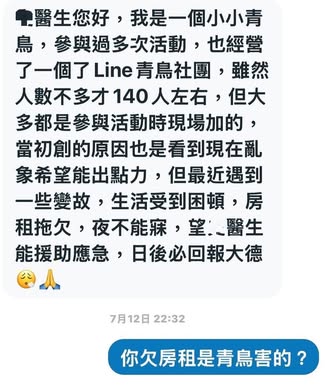 醫生您好，我是一個小小青
鳥，參與過多次活動，也經營
了一個了Line青鳥社團，雖然
人數不多才140人左右，但大
多都是參與活動時現場加的，
當初創的原因也是看到現在亂
象希望能出點力，但最近遇到
一些變故，生活受到困頓，房
租拖欠，夜不能寐，望醫生
能援助應急，日後必回報大德
😮‍💨🙏
7月12日 22:32
你欠房租是青鳥害的？